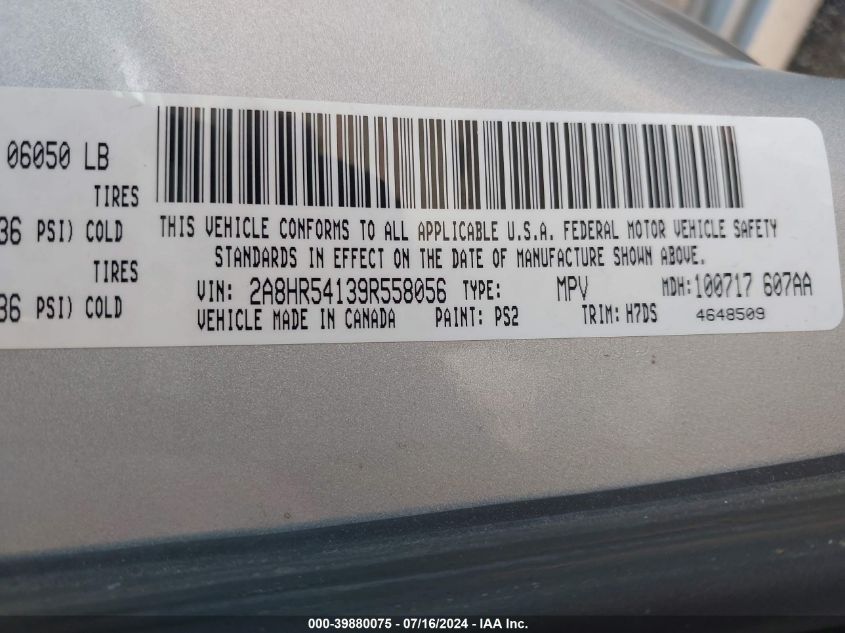 06050 LB
TIRES
36 PSI) COLD
TIRES
36 PSI) COLD
THIS VEHICLE CONFORMS TO ALL APPLICABLE U.S.A. FEDERAL MOTOR VEHICLE SAFETY
STANDARDS IN EFFECT ON THE DATE OF MANUFACTURE SHOWN ABOVE.
VIN: 2A8HR54139R558056 TYPE: MPV MDH: 100717 607AA
VEHICLE MADE IN CANADA PAINT: PS2 TRIM: H7DS 4648509
000-39880075 - 07/16/2024 - IAA Inc.